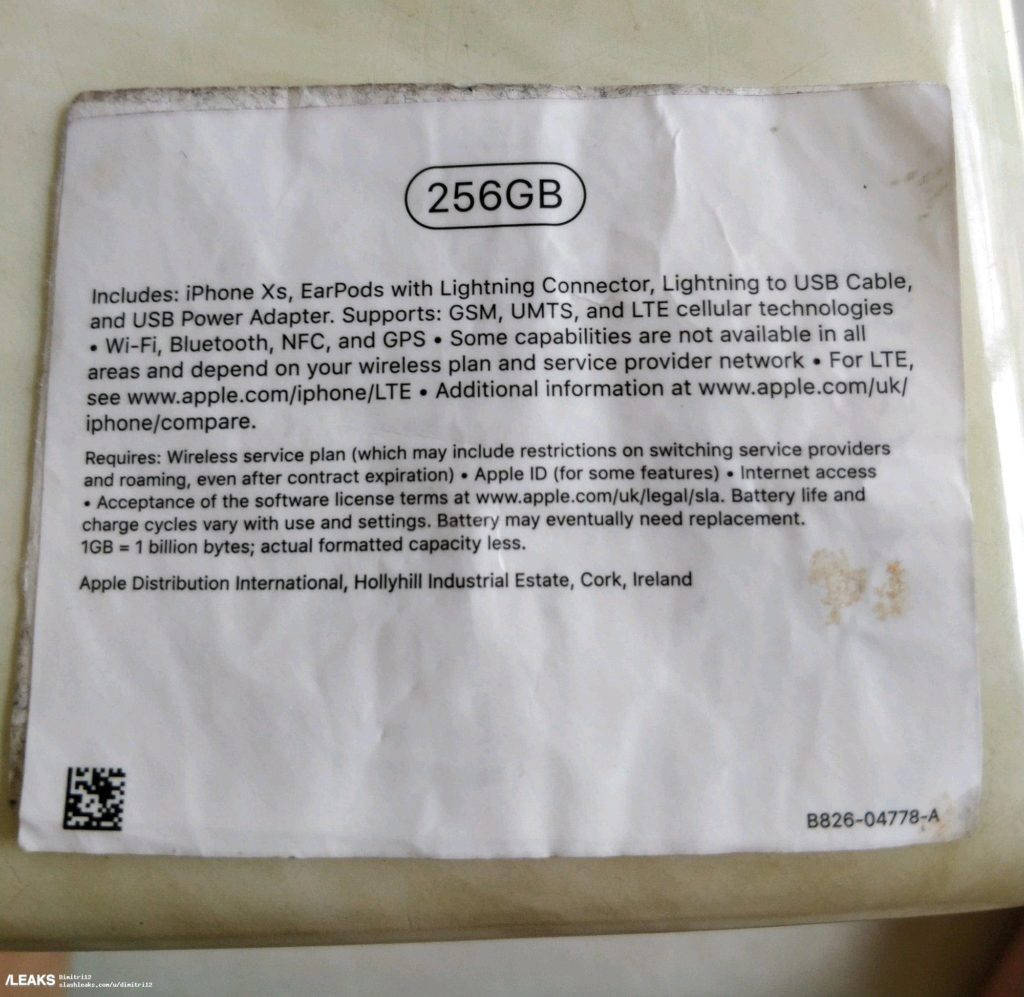 256GB
Includes: iPhone Xs, EarPods with Lightning Connector, Lightning to USB Cable,
and USB Power Adapter. Supports: GSM, UMTS, and LTE cellular technologies
• Wi-Fi, Bluetooth, NFC, and GPS • Some capabilities are not available in all
areas and depend on your wireless plan and service provider network • For LTE,
see www.apple.com/iphone/LTE • Additional information at www.apple.com/uk/
iphone/compare.
Requires: Wireless service plan (which may include restrictions on switching service providers
and roaming, even after contract expiration) • Apple ID (for some features) • Internet access
• Acceptance of the software license terms at www.apple.com/uk/legal/sla. Battery life and
charge cycles vary with use and settings. Battery may eventually need replacement.
1GB = 1 billion bytes; actual formatted capacity less.
Apple Distribution International, Hollyhill Industrial Estate, Cork, Ireland
B826-04778-A
/LEAKS
Dimitri12
slashleaks.com/u/dimitri12